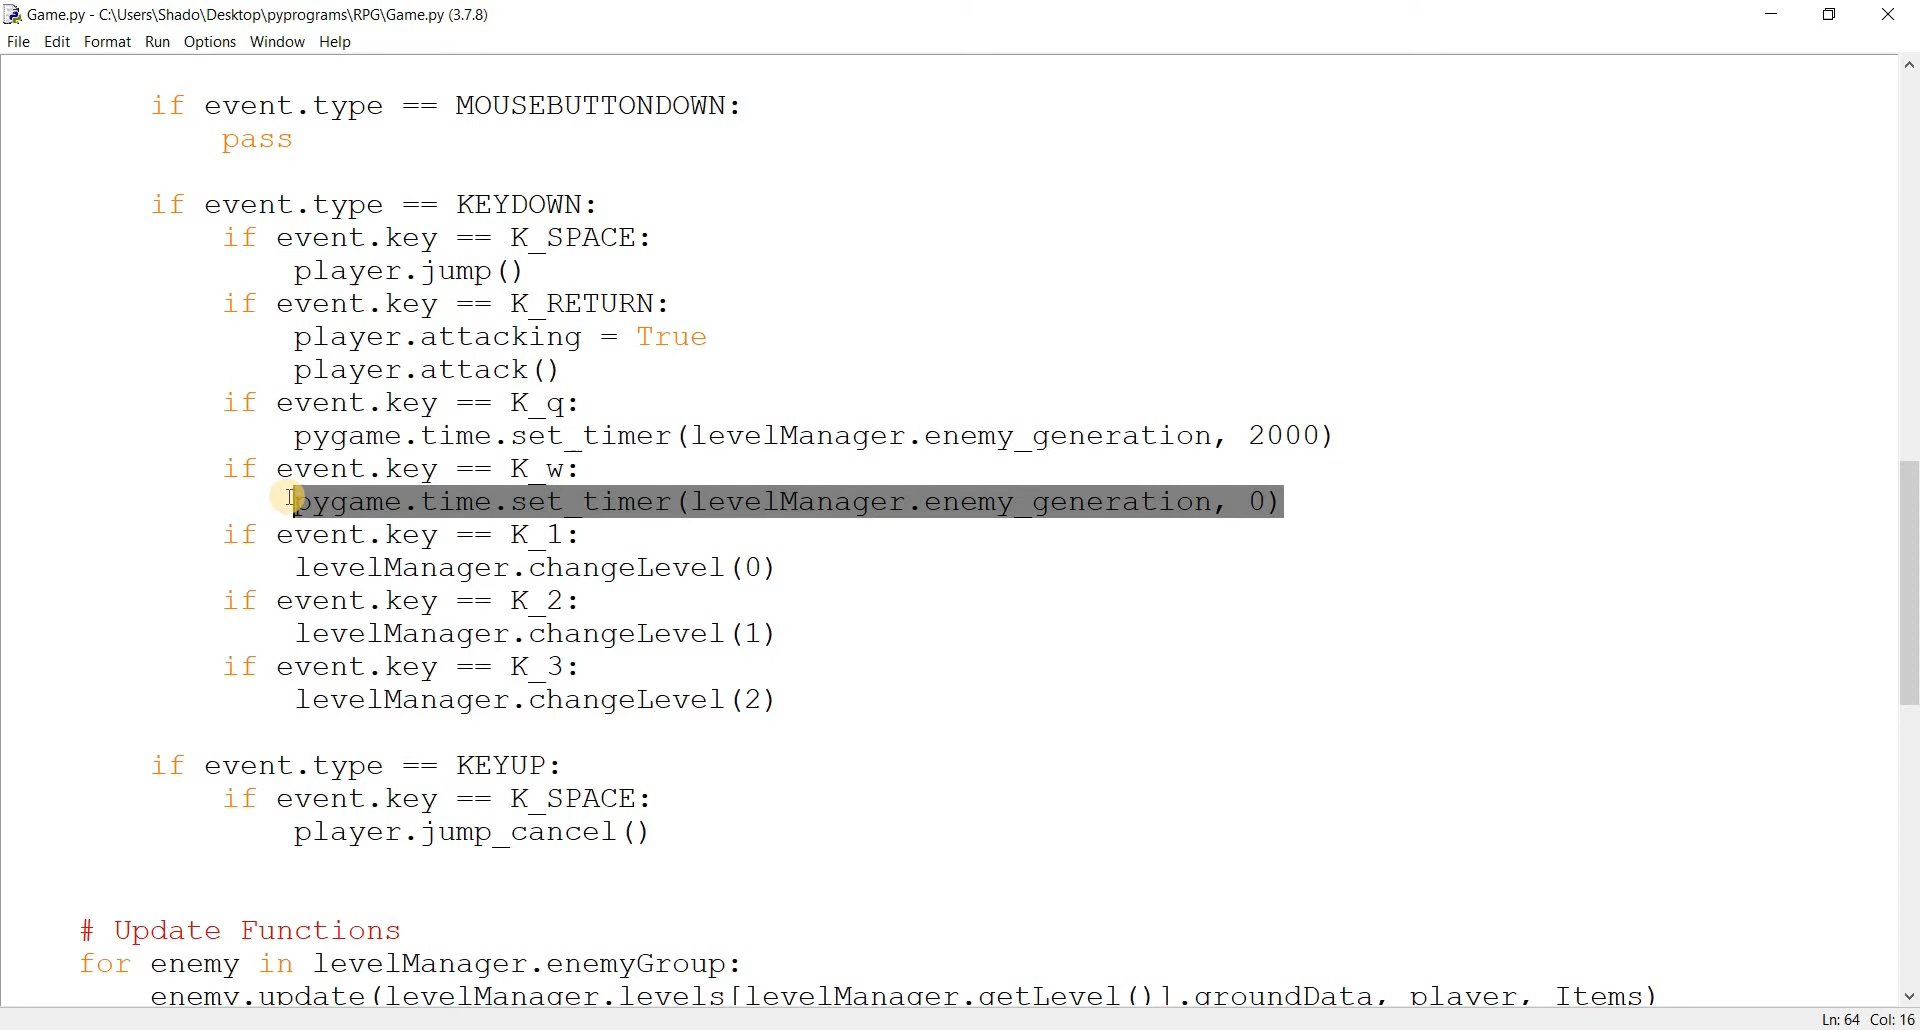 Game.py - C:\Users\Shado\Desktop\pyprograms\RPG\Game.py (3.7.8)
File Edit Format Run Options Window Help
if event.type == MOUSEBUTTONDOWN:
pass
if event.type == KEYDOWN:
if event.key == K_SPACE:
player.jump()
if event.key == K_RETURN:
player.attacking = True
player.attack()
if event.key == K_q:
pygame.time.set_timer(levelManager.enemy_generation, 2000)
if event.key == K_w:
pygame.time.set_timer(levelManager.enemy_generation, 0)
if event.key == K_1:
levelManager.changeLevel(0)
if event.key == K_2:
levelManager.changeLevel(1)
if event.key == K_3:
levelManager.changeLevel(2)
if event.type == KEYUP:
if event.key == K_SPACE:
player.jump_cancel()
# Update Functions
for enemy in levelManager.enemyGroup:
enemy.update(levelManager.levels[levelManager.getLevel()].groundData, player, Items)
Ln: 64 Col: 16